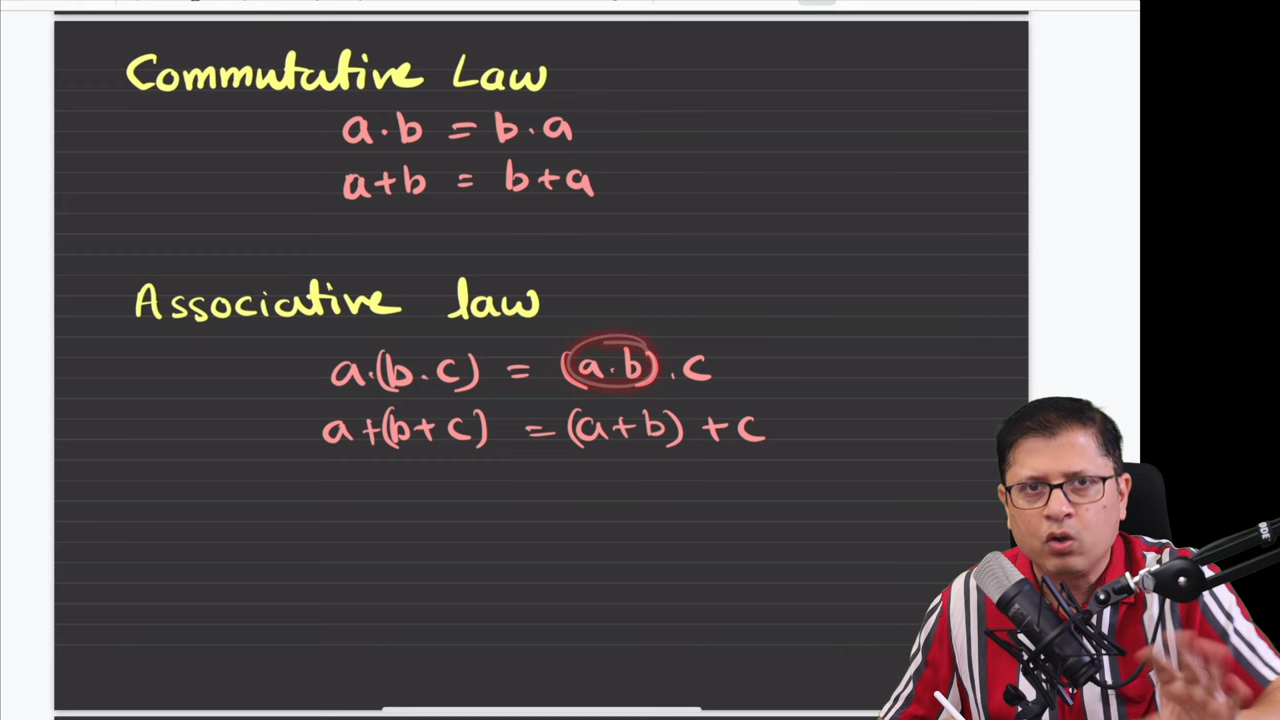 Commutative Law
a·b = b·a
a+b = b+a
Associative law
a·(b·c) = (a·b)·c
a+(b+c) = (a+b)+c